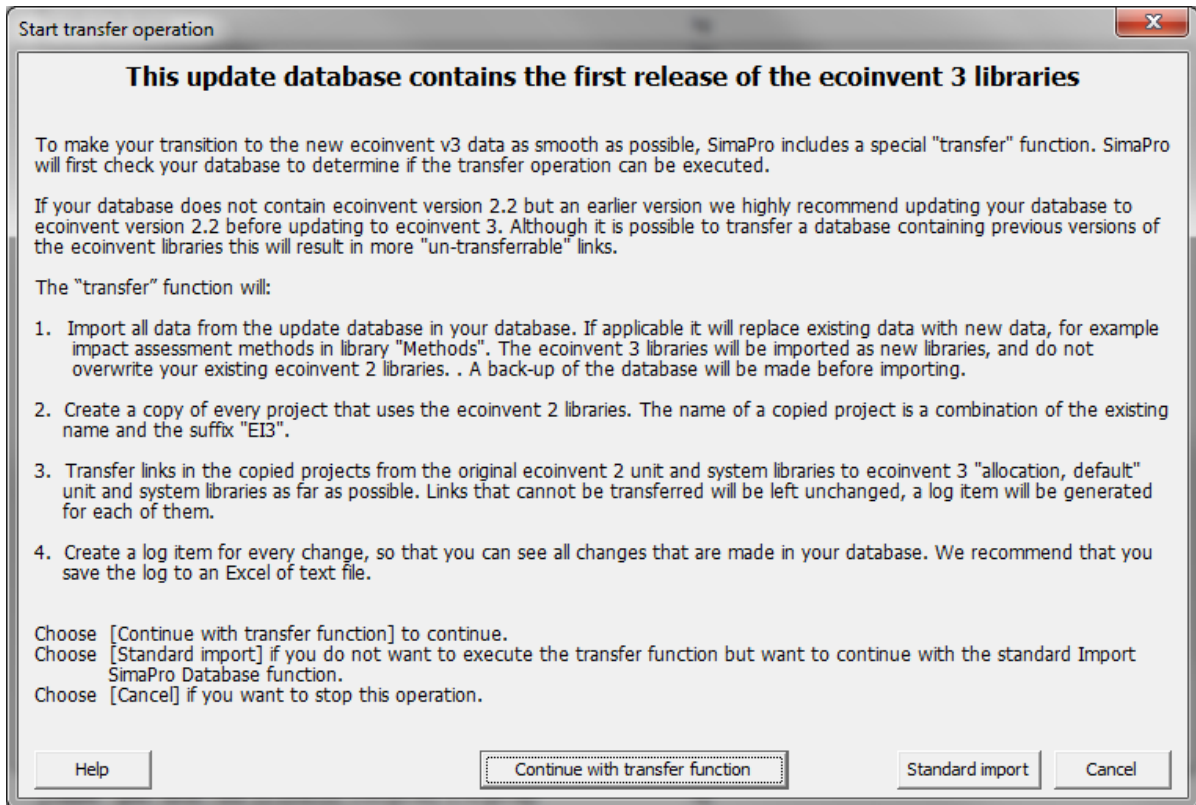 Start transfer operation
This update database contains the first release of the ecoinvent 3 libraries
To make your transition to the new ecoinvent v3 data as smooth as possible, SimaPro includes a special "transfer" function. SimaPro
will first check your database to determine if the transfer operation can be executed.
If your database does not contain ecoinvent version 2.2 but an earlier version we highly recommend updating your database to
ecoinvent version 2.2 before updating to ecoinvent 3. Although it is possible to transfer a database containing previous versions of
the ecoinvent libraries this will result in more "un-transferrable" links.
The “transfer” function will:
1. Import all data from the update database in your database. If applicable it will replace existing data with new data, for example
impact assessment methods in library "Methods". The ecoinvent 3 libraries will be imported as new libraries, and do not
overwrite your existing ecoinvent 2 libraries. . A back-up of the database will be made before importing.
2. Create a copy of every project that uses the ecoinvent 2 libraries. The name of a copied project is a combination of the existing
name and the suffix "EI3".
3. Transfer links in the copied projects from the original ecoinvent 2 unit and system libraries to ecoinvent 3 "allocation, default"
unit and system libraries as far as possible. Links that cannot be transferred will be left unchanged, a log item will be generated
for each of them.
4. Create a log item for every change, so that you can see all changes that are made in your database. We recommend that you
save the log to an Excel of text file.
Choose [Continue with transfer function] to continue.
Choose [Standard import] if you do not want to execute the transfer function but want to continue with the standard Import
SimaPro Database function.
Choose [Cancel] if you want to stop this operation.
Help Continue with transfer function Standard import Cancel